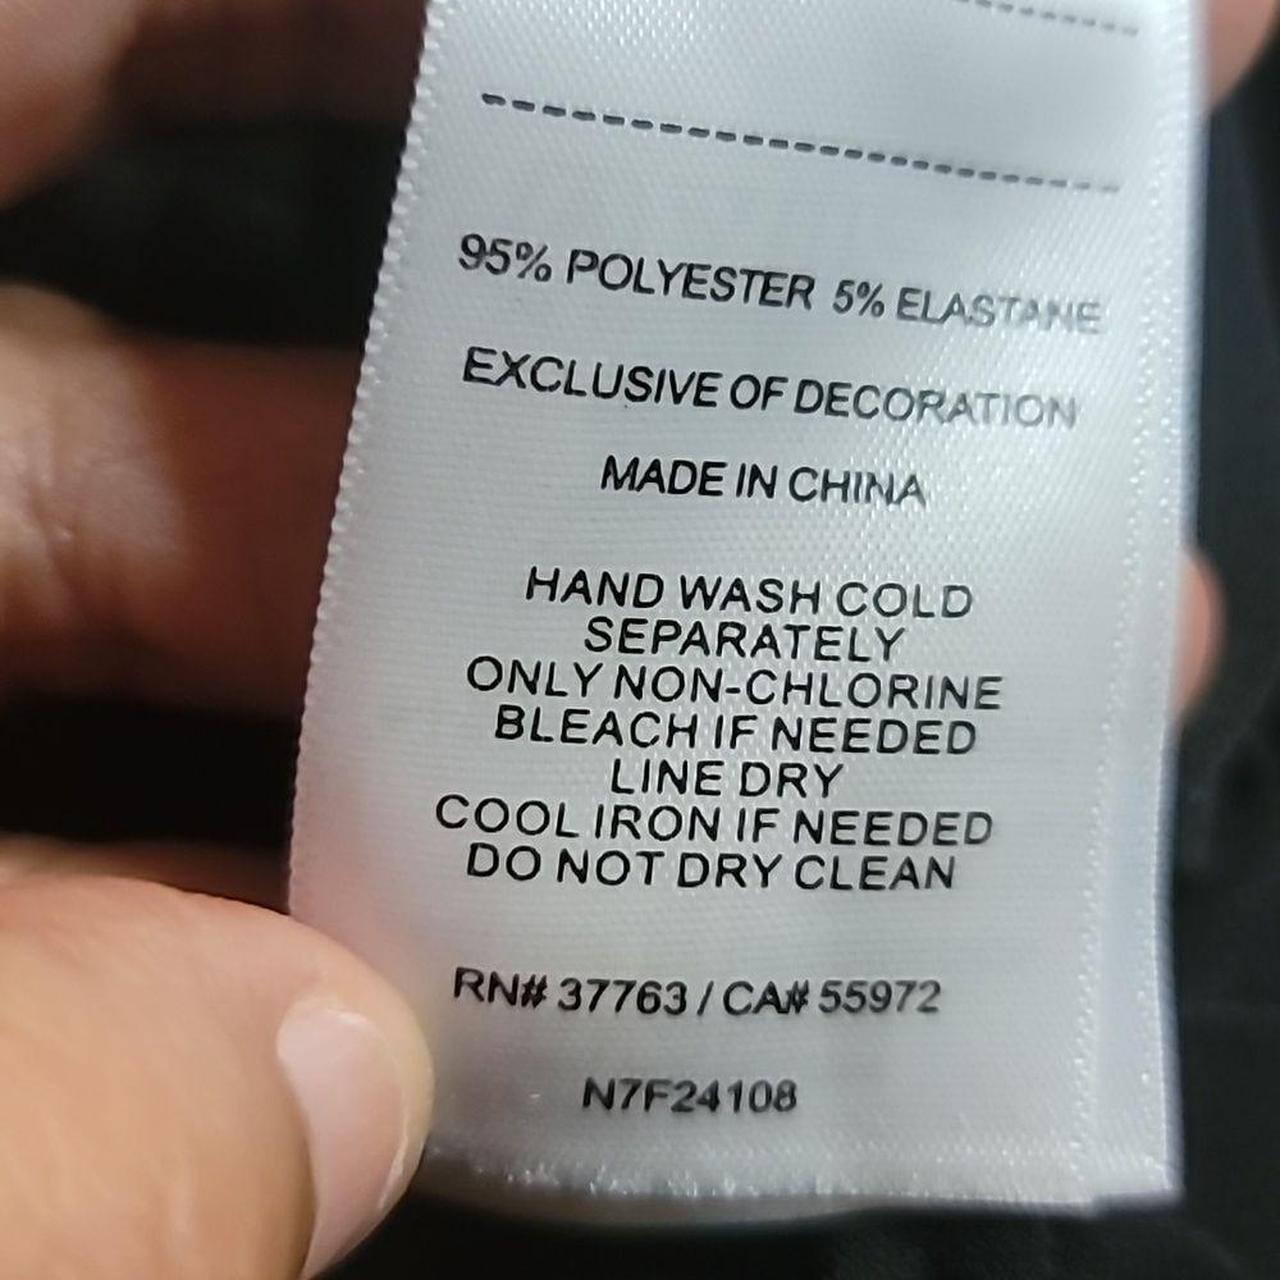 95% POLYESTER 5% ELASTANE
EXCLUSIVE OF DECORATION
MADE IN CHINA
HAND WASH COLD
SEPARATELY
ONLY NON-CHLORINE
BLEACH IF NEEDED
LINE DRY
COOL IRON IF NEEDED
DO NOT DRY CLEAN
RN# 37763 / CA# 55972
N7F24108